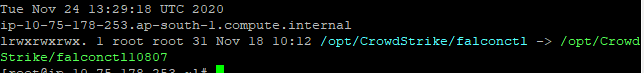 Tue Nov 24 13:29:18 UTC 2020
ip-10-75-178-253.ap-south-1.compute.internal
lrwxrwxrwx. 1 root root 31 Nov 18 10:12 /opt/CrowdStrike/falconctl -> /opt/Crowd
Strike/falconctl10807